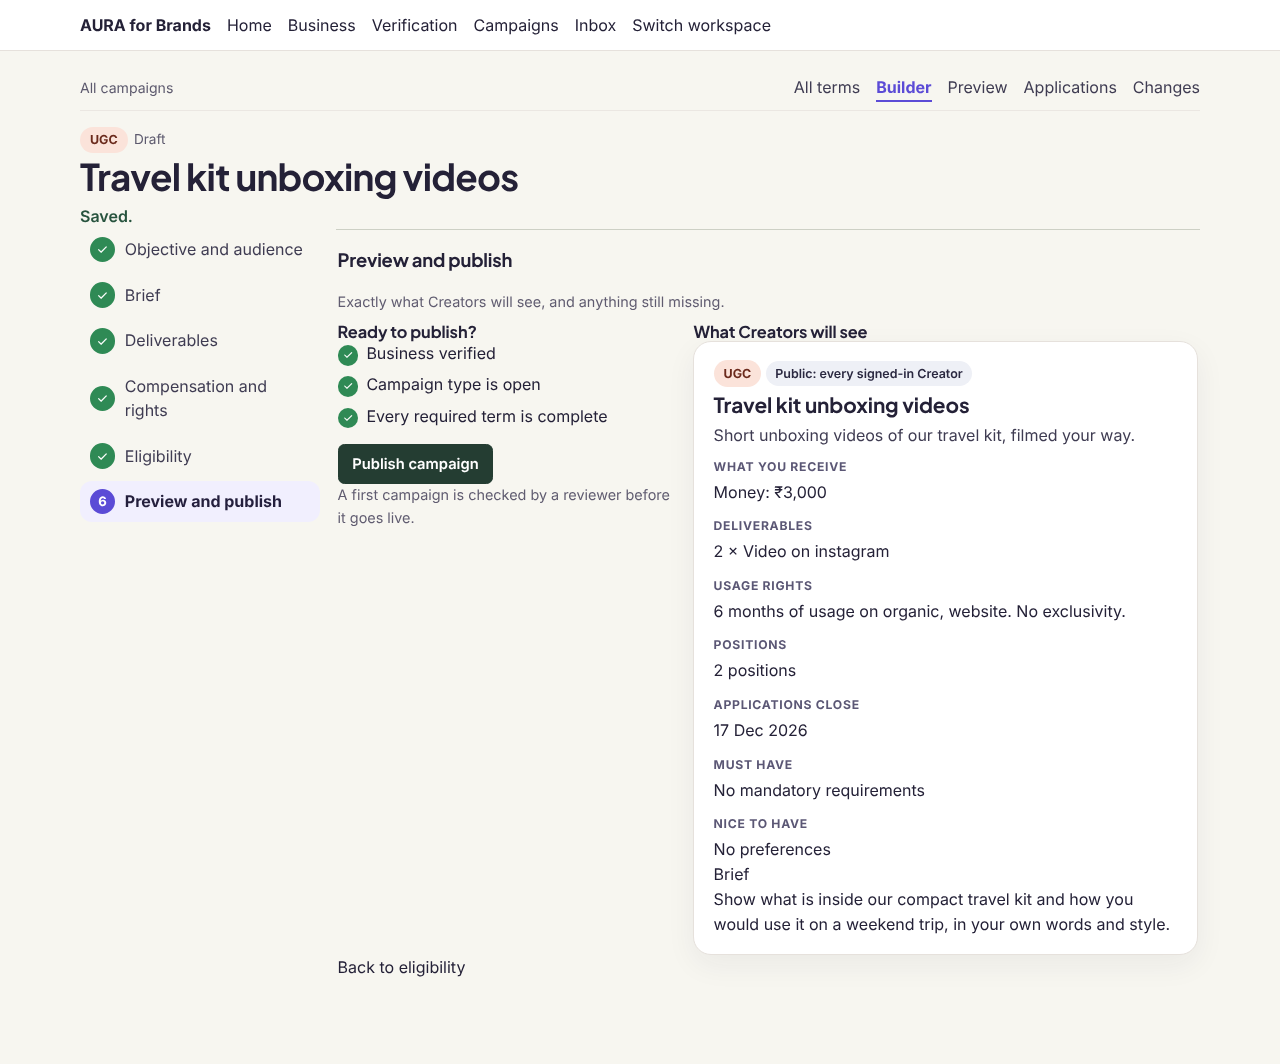 AURA for Brands Home Business Verification Campaigns Inbox Switch workspace
All campaigns
All terms Builder Preview Applications Changes
UGC Draft
Travel kit unboxing videos
Saved.
Objective and audience
Brief
Deliverables
Compensation and
rights
Eligibility
6 Preview and publish
Preview and publish
Exactly what Creators will see, and anything still missing.
Ready to publish?
Business verified
Campaign type is open
Every required term is complete
Publish campaign
A first campaign is checked by a reviewer before
it goes live.
What Creators will see
UGC Public: every signed-in Creator
Travel kit unboxing videos
Short unboxing videos of our travel kit, filmed your way.
WHAT YOU RECEIVE
Money: ₹3,000
DELIVERABLES
2 × Video on instagram
USAGE RIGHTS
6 months of usage on organic, website. No exclusivity.
POSITIONS
2 positions
APPLICATIONS CLOSE
17 Dec 2026
MUST HAVE
No mandatory requirements
NICE TO HAVE
No preferences
Brief
Show what is inside our compact travel kit and how you
would use it on a weekend trip, in your own words and style.
Back to eligibility